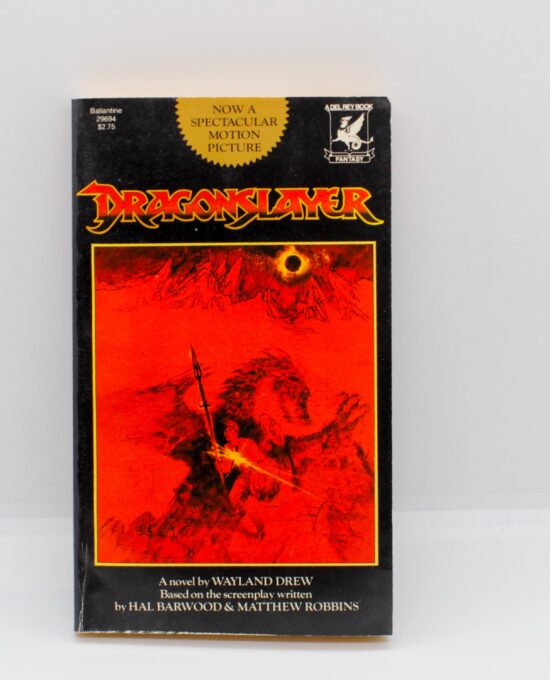 Ballantine
29694
$2.75
NOW A
SPECTACULAR
MOTION
PICTURE
A DEL REY BOOK
FANTASY
DRAGONSLAYER
A novel by WAYLAND DREW
Based on the screenplay written
by HAL BARWOOD & MATTHEW ROBBINS